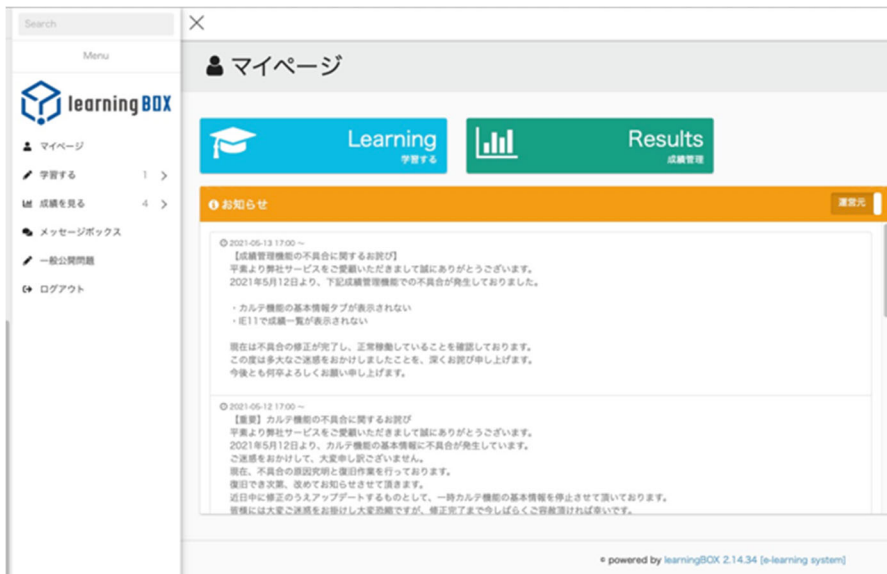 Search
Menu
learningBOX
マイページ
学習する 1
成績を見る 4
メッセージボックス
一般公開問題
ログアウト
マイページ
Learning
学習する
Results
成績管理
お知らせ
運営元
2021-05-13 17:00 ～
【成績管理機能の不具合に関するお詫び】
平素より弊社サービスをご愛顧いただきまして誠にありがとうございます。
2021年5月12日より、下記成績管理機能での不具合が発生しておりました。
・カルテ機能の基本情報タブが表示されない
・IE11で成績一覧が表示されない
現在は不具合の修正が完了し、正常稼働していることを確認しております。
この度は多大なご迷惑をおかけしましたことを、深くお詫び申し上げます。
今後とも何卒よろしくお願い申し上げます。
2021-05-12 17:00 ～
【重要】カルテ機能の不具合に関するお詫び
平素より弊社サービスをご愛顧いただきまして誠にありがとうございます。
2021年5月12日より、カルテ機能の基本情報に不具合が発生しています。
ご迷惑をおかけして、大変申し訳ございません。
現在、不具合の原因究明と復旧作業を行っております。
復旧でき次第、改めてお知らせさせて頂きます。
近日中に修正のうえアップデートするものとして、一時カルテ機能の基本情報を停止させて頂いております。
皆様には大変ご迷惑をお掛けし大変恐縮ですが、修正完了まで今しばらくご容赦頂ければ幸いです。
© powered by learningBOX 2.14.34 [e-learning system]